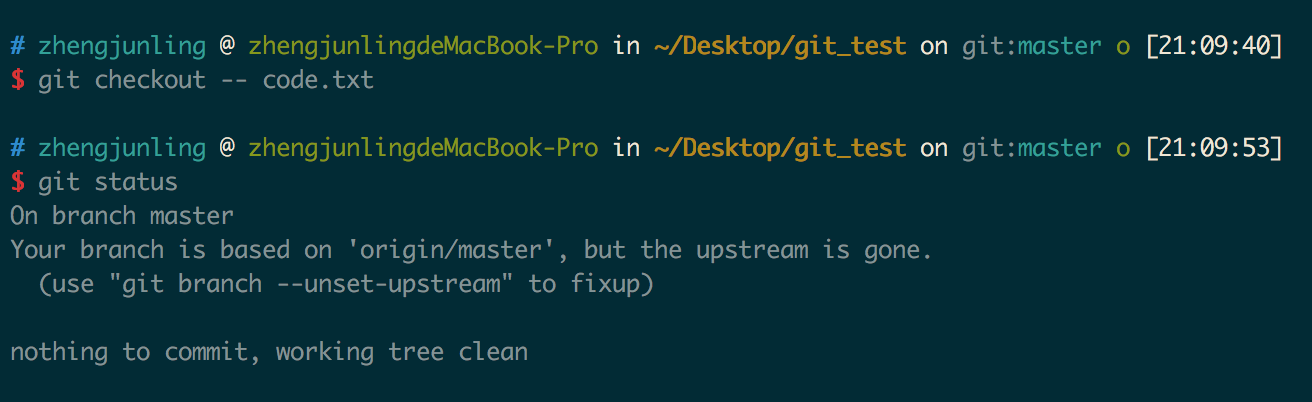 # zhengjunling @ zhengjunlingdeMacBook-Pro in ~/Desktop/git_test on git:master o [21:09:40]
$ git checkout -- code.txt
# zhengjunling @ zhengjunlingdeMacBook-Pro in ~/Desktop/git_test on git:master o [21:09:53]
$ git status
On branch master
Your branch is based on 'origin/master', but the upstream is gone.
  (use "git branch --unset-upstream" to fixup)
nothing to commit, working tree clean